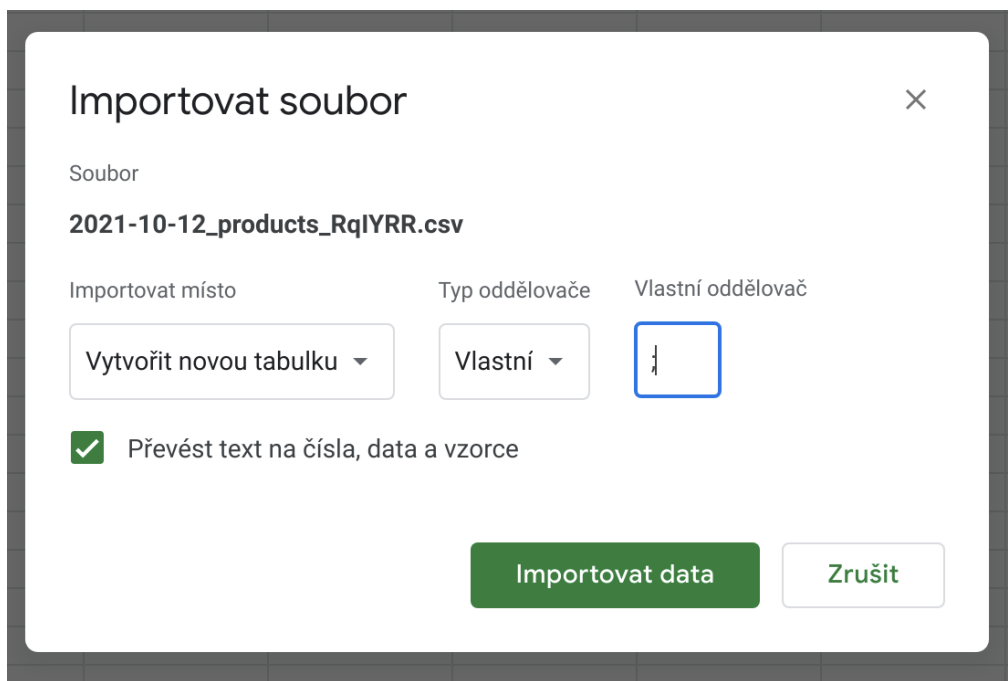 Importovat soubor
Soubor
2021-10-12_products_RqIYRR.csv
Importovat místo
Typ oddělovače
Vlastní oddělovač
Vytvořit novou tabulku
Vlastní
;
Převést text na čísla, data a vzorce
Importovat data
Zrušit